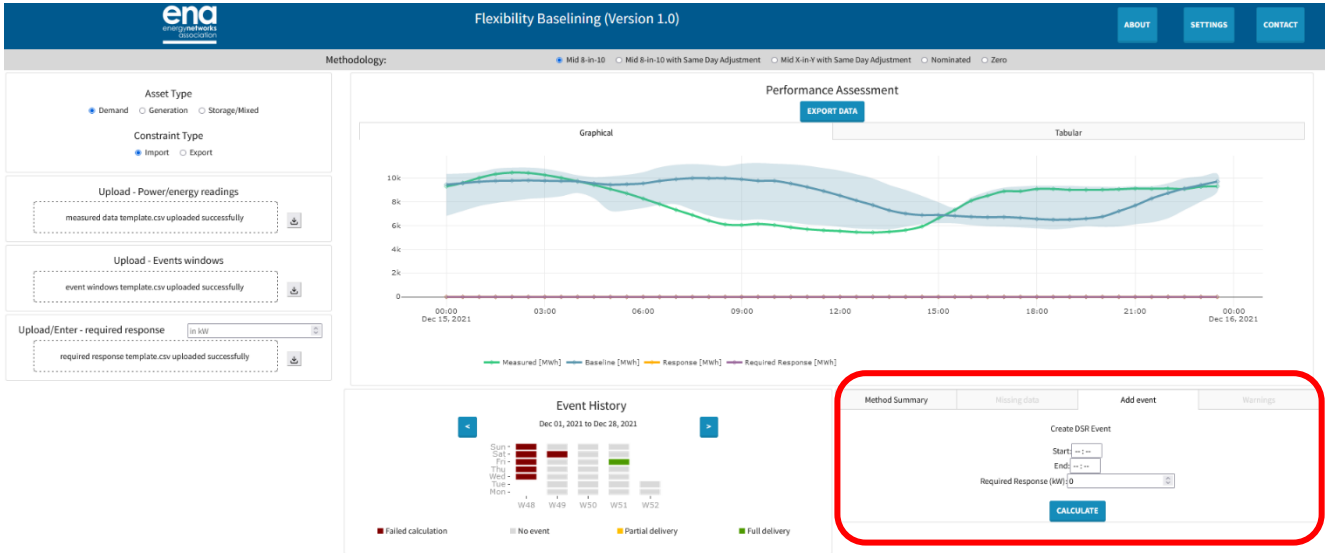 ena
energynetworks
association
Flexibility Baselining (Version 1.0)
ABOUT
SETTINGS
CONTACT
Methodology:
Mid 8-in-10
Mid 8-in-10 with Same Day Adjustment
Mid X-in-Y with Same Day Adjustment
Nominated
Zero
Asset Type
Demand
Generation
Storage/Mixed
Constraint Type
Import
Export
Upload - Power/energy readings
measured data template.csv uploaded successfully
Upload - Events windows
event windows template.csv uploaded successfully
Upload/Enter - required response
in kW
required response template.csv uploaded successfully
Performance Assessment
EXPORT DATA
Graphical
Tabular
10k
8k
6k
4k
2k
0
00:00
Dec 15, 2021
03:00
06:00
09:00
12:00
15:00
18:00
21:00
00:00
Dec 16, 2021
Measured [MWh]
Baseline [MWh]
Response [MWh]
Required Response [MWh]
Event History
<
Dec 01, 2021 to Dec 28, 2021
>
Sun
Sat
Fri
Thu
Wed
Tue
Mon
W48
W49
W50
W51
W52
Failed calculation
No event
Partial delivery
Full delivery
Method Summary
Missing data
Add event
Warnings
Create DSR Event
Start: --:--
End: --:--
Required Response (kW): 0
CALCULATE